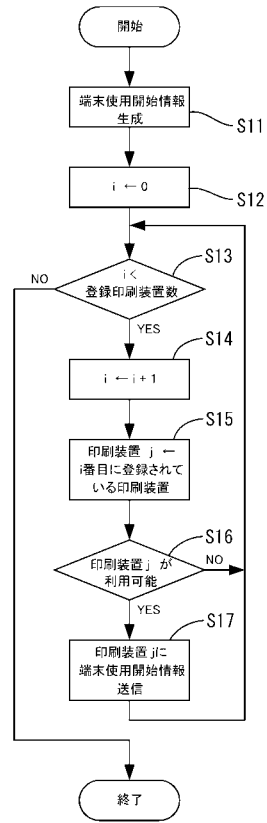 開始
端末使用開始情報
生成
S11
i ← 0
S12
i <
登録印刷装置数
S13
NO
YES
i ← i + 1
S14
印刷装置 j ←
i番目に登録されて
いる印刷装置
S15
印刷装置 j が
利用可能
S16
NO
YES
印刷装置 j に
端末使用開始情報
送信
S17
終了